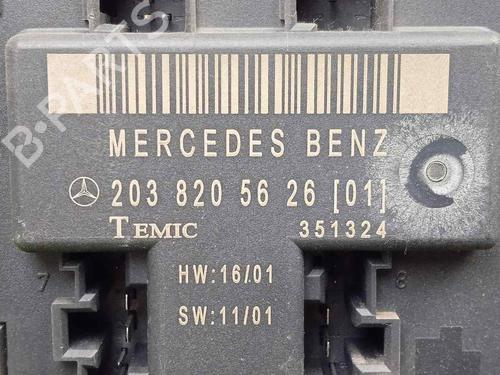 B-PARTS
MERCEDES BENZ
203 820 56 26 [01]
TEMIC 351324
7 8
HW:16/01
SW:11/01